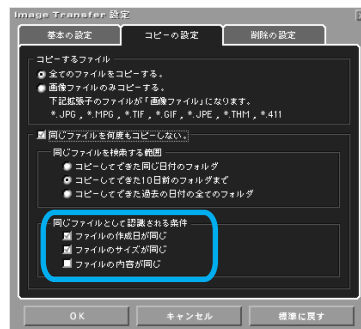 Image Transfer 設定
基本の設定 コピーの設定 削除の設定
コピーするファイル
全てのファイルをコピーする。
画像ファイルのみコピーする。
下記拡張子のファイルが「画像ファイル」になります。
*.JPG , *.MPG , *.TIF , *.GIF , *.JPE , *.THM , *.411
同じファイルを何度もコピーしない。
同じファイルを検索する範囲
コピーしてできた同じ日付のフォルダ
コピーしてできた10日前のフォルダまで
コピーしてできた過去の日付の全てのフォルダ
同じファイルとして認識される条件
ファイルの作成日が同じ
ファイルのサイズが同じ
ファイルの内容が同じ
OK キャンセル 標準に戻す